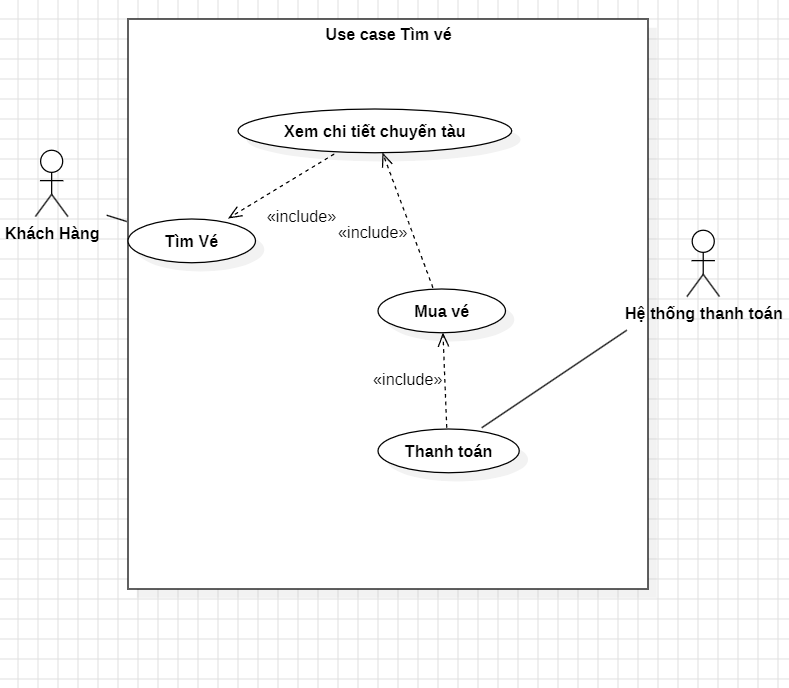 Use case Tìm vé
Xem chi tiết chuyến tàu
«include»
«include»
Khách Hàng
Tìm Vé
Mua vé
Hệ thống thanh toán
«include»
Thanh toán